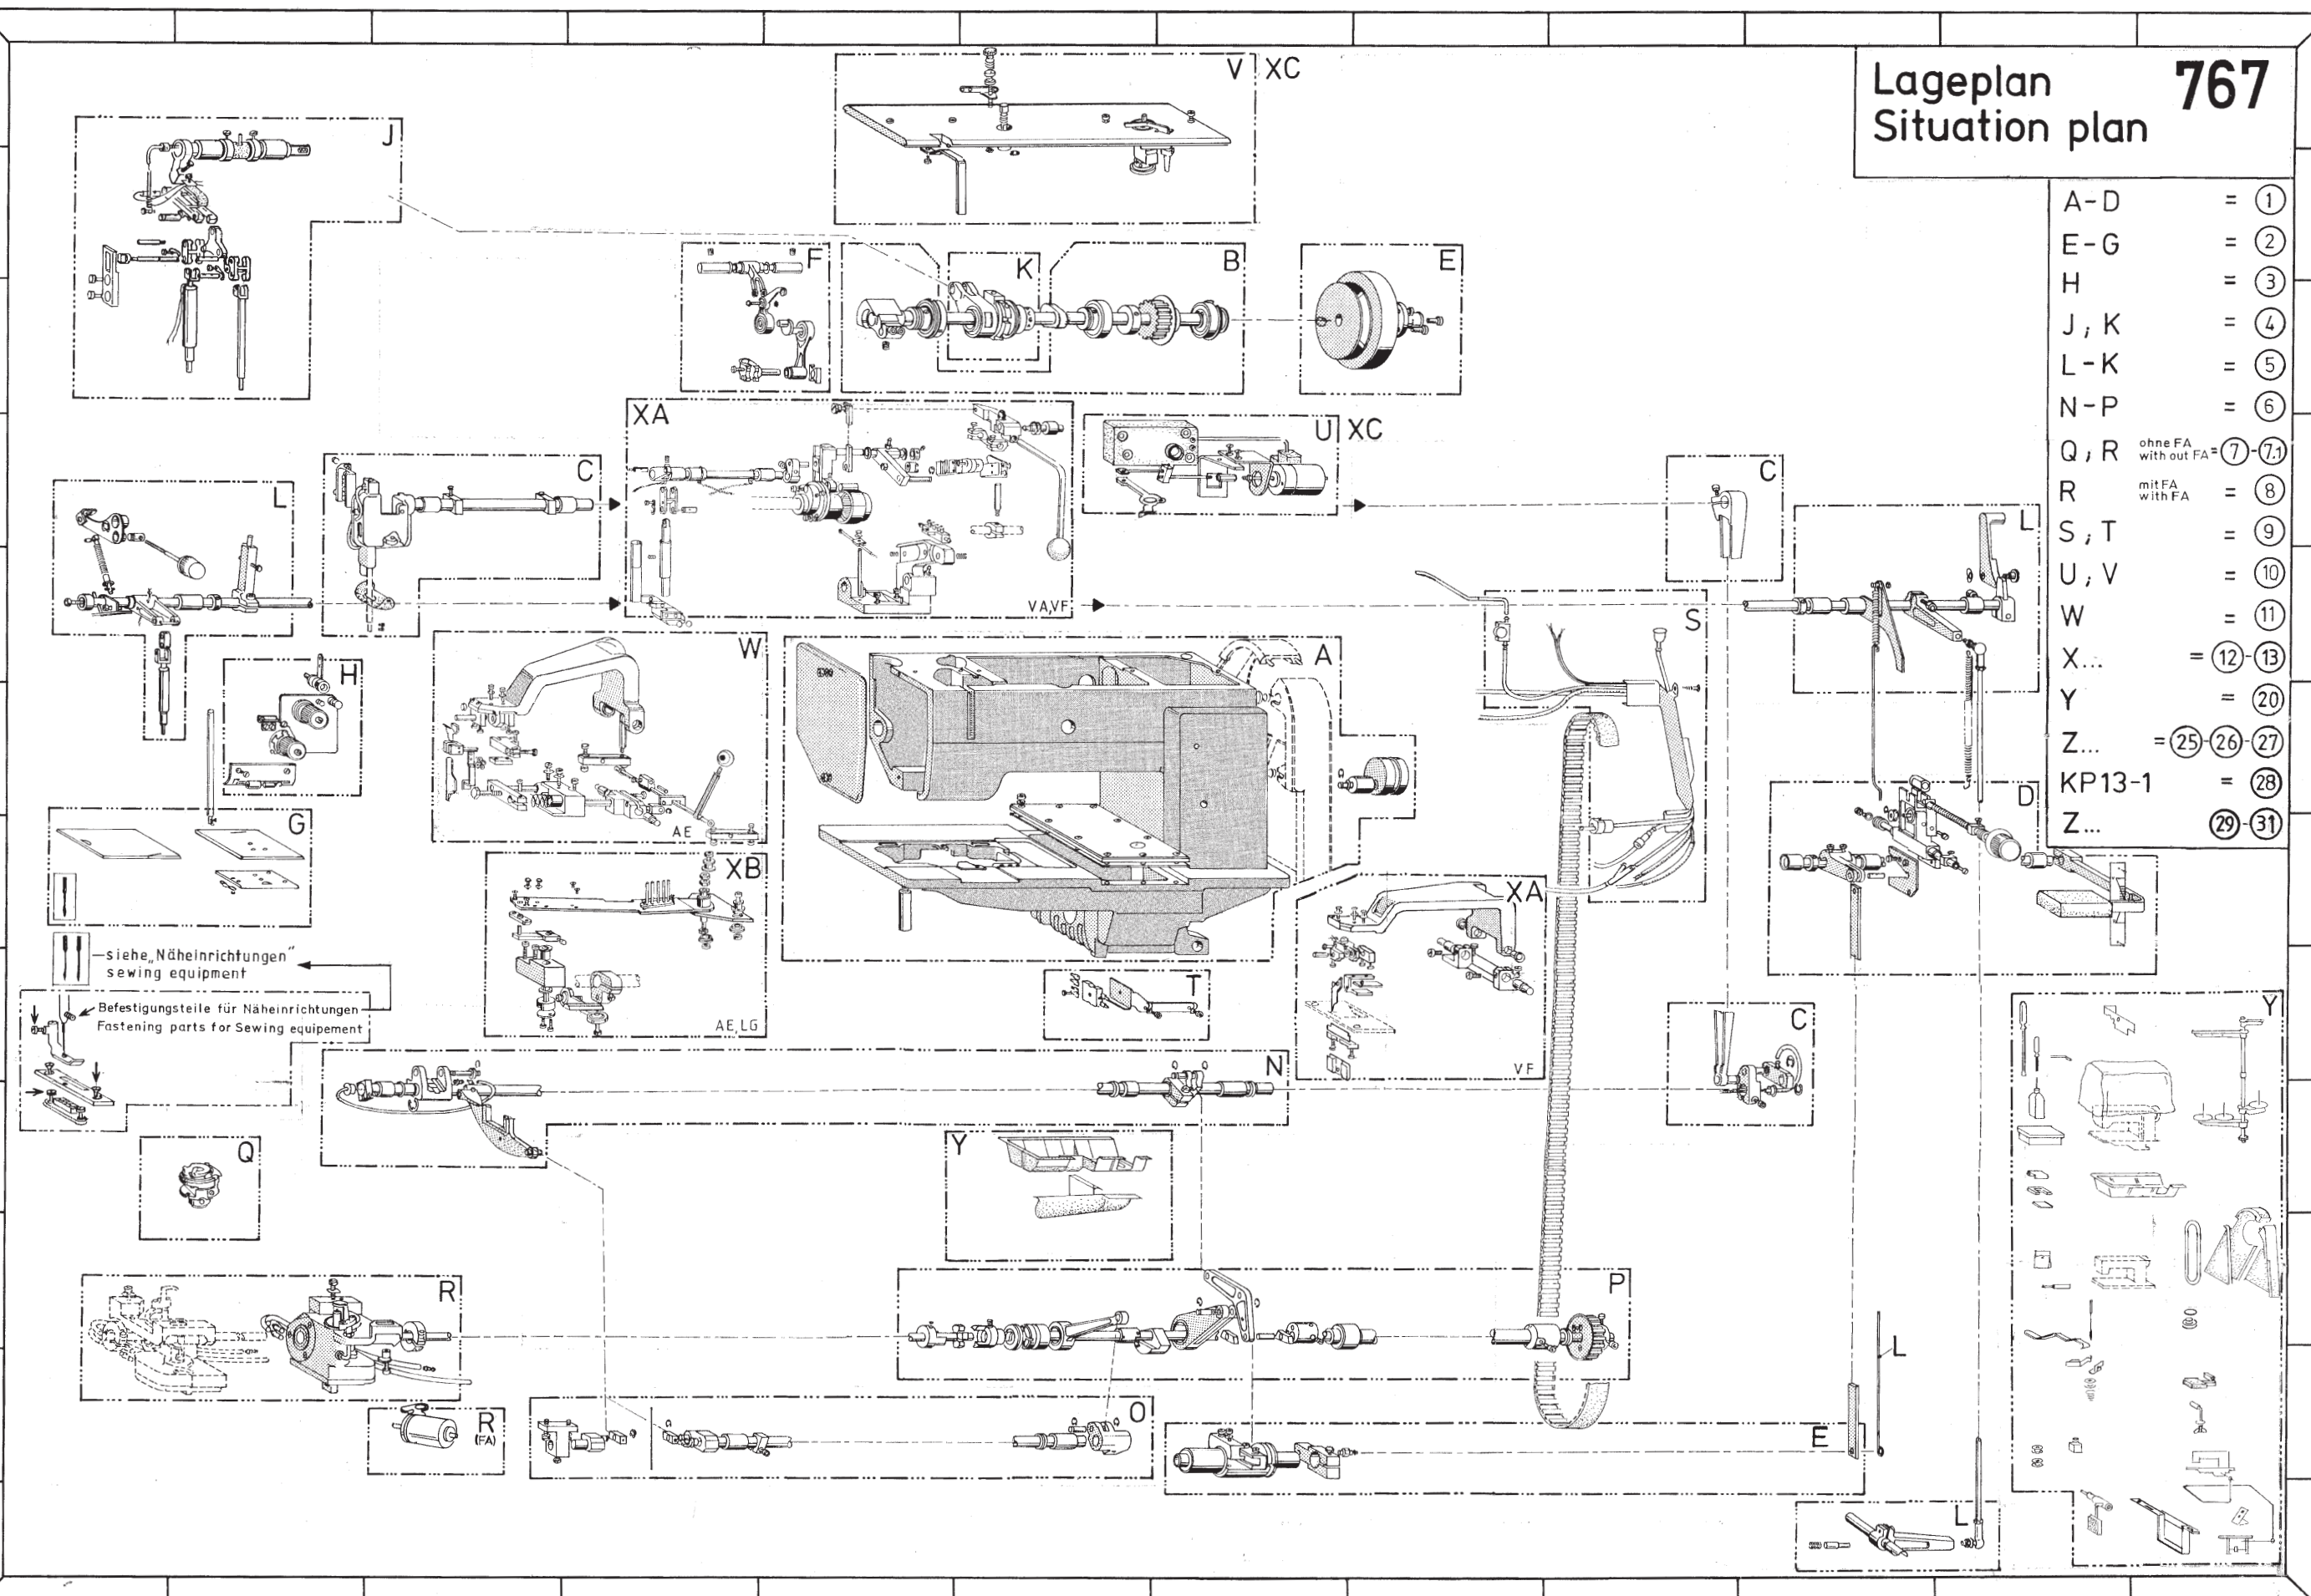 Lageplan 767
Situation plan
A-D = 1
E-G = 2
H = 3
J, K = 4
L-K = 5
N-P = 6
Q, R ohne FA
with out FA = 7-7.1
R mit FA
with FA = 8
S, T = 9
U, V = 10
W = 11
X... = 12-13
Y = 20
Z... = 25-26-27
KP13-1 = 28
Z... 29-31
V XC
J
F
K
B
E
XA
VA,VF
U XC
C
L
C
L
S
H
W
AE
A
D
G
XB
AE, LG
XA
VF
T
siehe „Näheinrichtungen"
sewing equipment
Befestigungsteile für Näheinrichtungen
Fastening parts for Sewing equipement
N
C
Y
Q
Y
R
P
L
R
(FA)
O
E
L